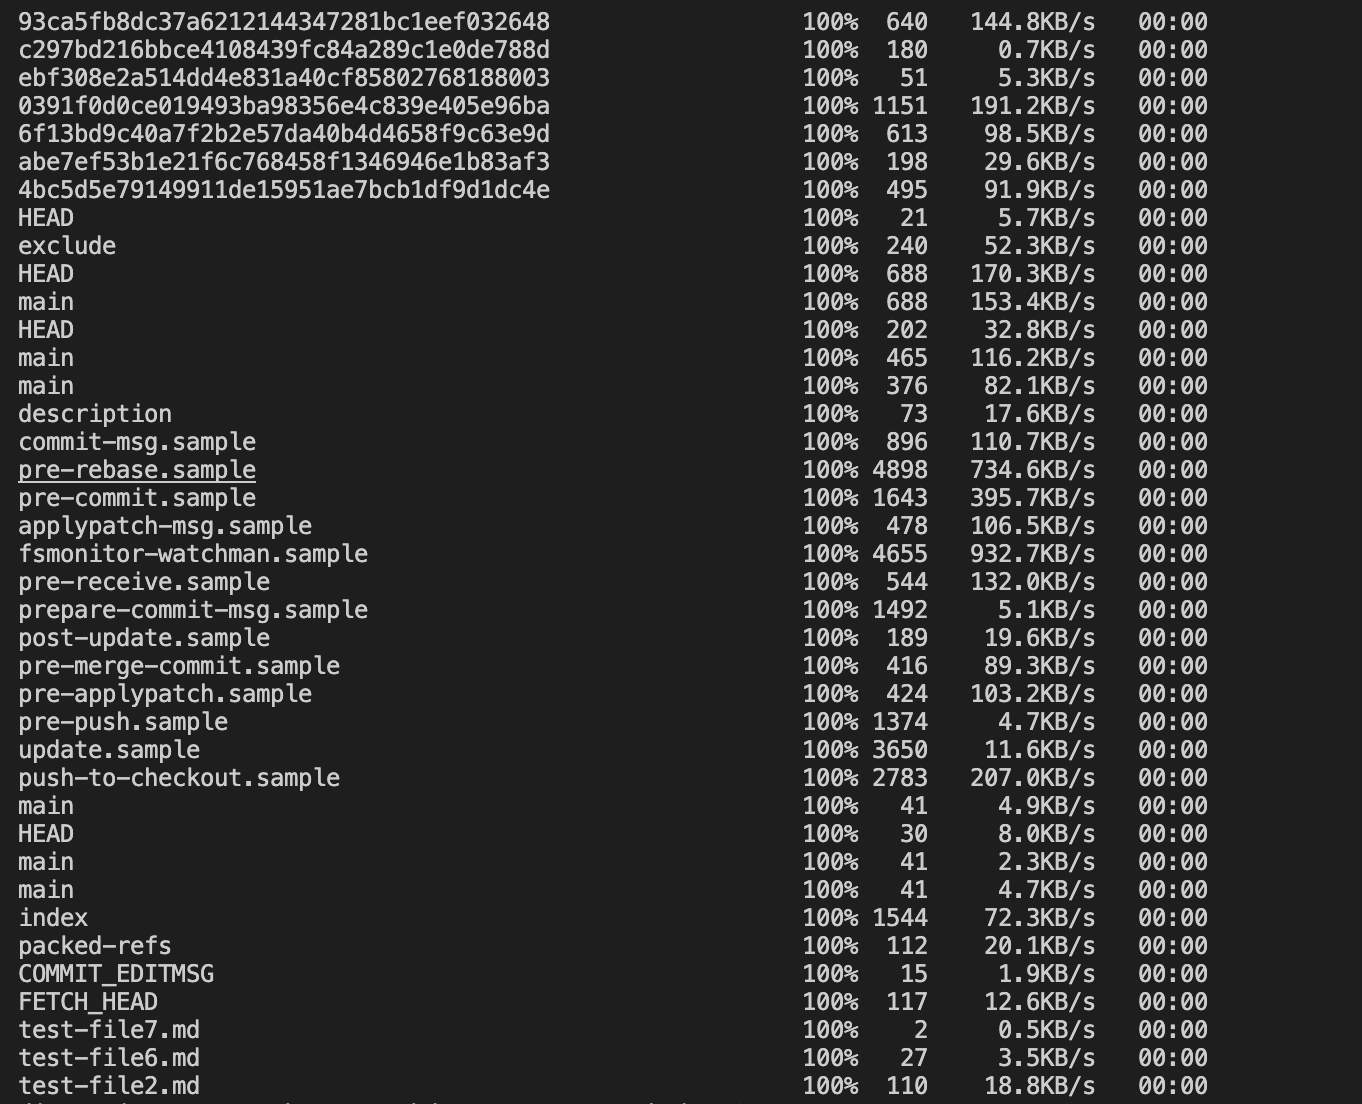 93ca5fb8dc37a6212144347281bc1eef032648 100% 640 144.8KB/s 00:00
c297bd216bbce4108439fc84a289c1e0de788d 100% 180 0.7KB/s 00:00
ebf308e2a514dd4e831a40cf85802768188003 100% 51 5.3KB/s 00:00
0391f0d0ce019493ba98356e4c839e405e96ba 100% 1151 191.2KB/s 00:00
6f13bd9c40a7f2b2e57da40b4d4658f9c63e9d 100% 613 98.5KB/s 00:00
abe7ef53b1e21f6c768458f1346946e1b83af3 100% 198 29.6KB/s 00:00
4bc5d5e79149911de15951ae7bcb1df9d1dc4e 100% 495 91.9KB/s 00:00
HEAD 100% 21 5.7KB/s 00:00
exclude 100% 240 52.3KB/s 00:00
HEAD 100% 688 170.3KB/s 00:00
main 100% 688 153.4KB/s 00:00
HEAD 100% 202 32.8KB/s 00:00
main 100% 465 116.2KB/s 00:00
main 100% 376 82.1KB/s 00:00
description 100% 73 17.6KB/s 00:00
commit-msg.sample 100% 896 110.7KB/s 00:00
pre-rebase.sample 100% 4898 734.6KB/s 00:00
pre-commit.sample 100% 1643 395.7KB/s 00:00
applypatch-msg.sample 100% 478 106.5KB/s 00:00
fsmonitor-watchman.sample 100% 4655 932.7KB/s 00:00
pre-receive.sample 100% 544 132.0KB/s 00:00
prepare-commit-msg.sample 100% 1492 5.1KB/s 00:00
post-update.sample 100% 189 19.6KB/s 00:00
pre-merge-commit.sample 100% 416 89.3KB/s 00:00
pre-applypatch.sample 100% 424 103.2KB/s 00:00
pre-push.sample 100% 1374 4.7KB/s 00:00
update.sample 100% 3650 11.6KB/s 00:00
push-to-checkout.sample 100% 2783 207.0KB/s 00:00
main 100% 41 4.9KB/s 00:00
HEAD 100% 30 8.0KB/s 00:00
main 100% 41 2.3KB/s 00:00
main 100% 41 4.7KB/s 00:00
index 100% 1544 72.3KB/s 00:00
packed-refs 100% 112 20.1KB/s 00:00
COMMIT_EDITMSG 100% 15 1.9KB/s 00:00
FETCH_HEAD 100% 117 12.6KB/s 00:00
test-file7.md 100% 2 0.5KB/s 00:00
test-file6.md 100% 27 3.5KB/s 00:00
test-file2.md 100% 110 18.8KB/s 00:00